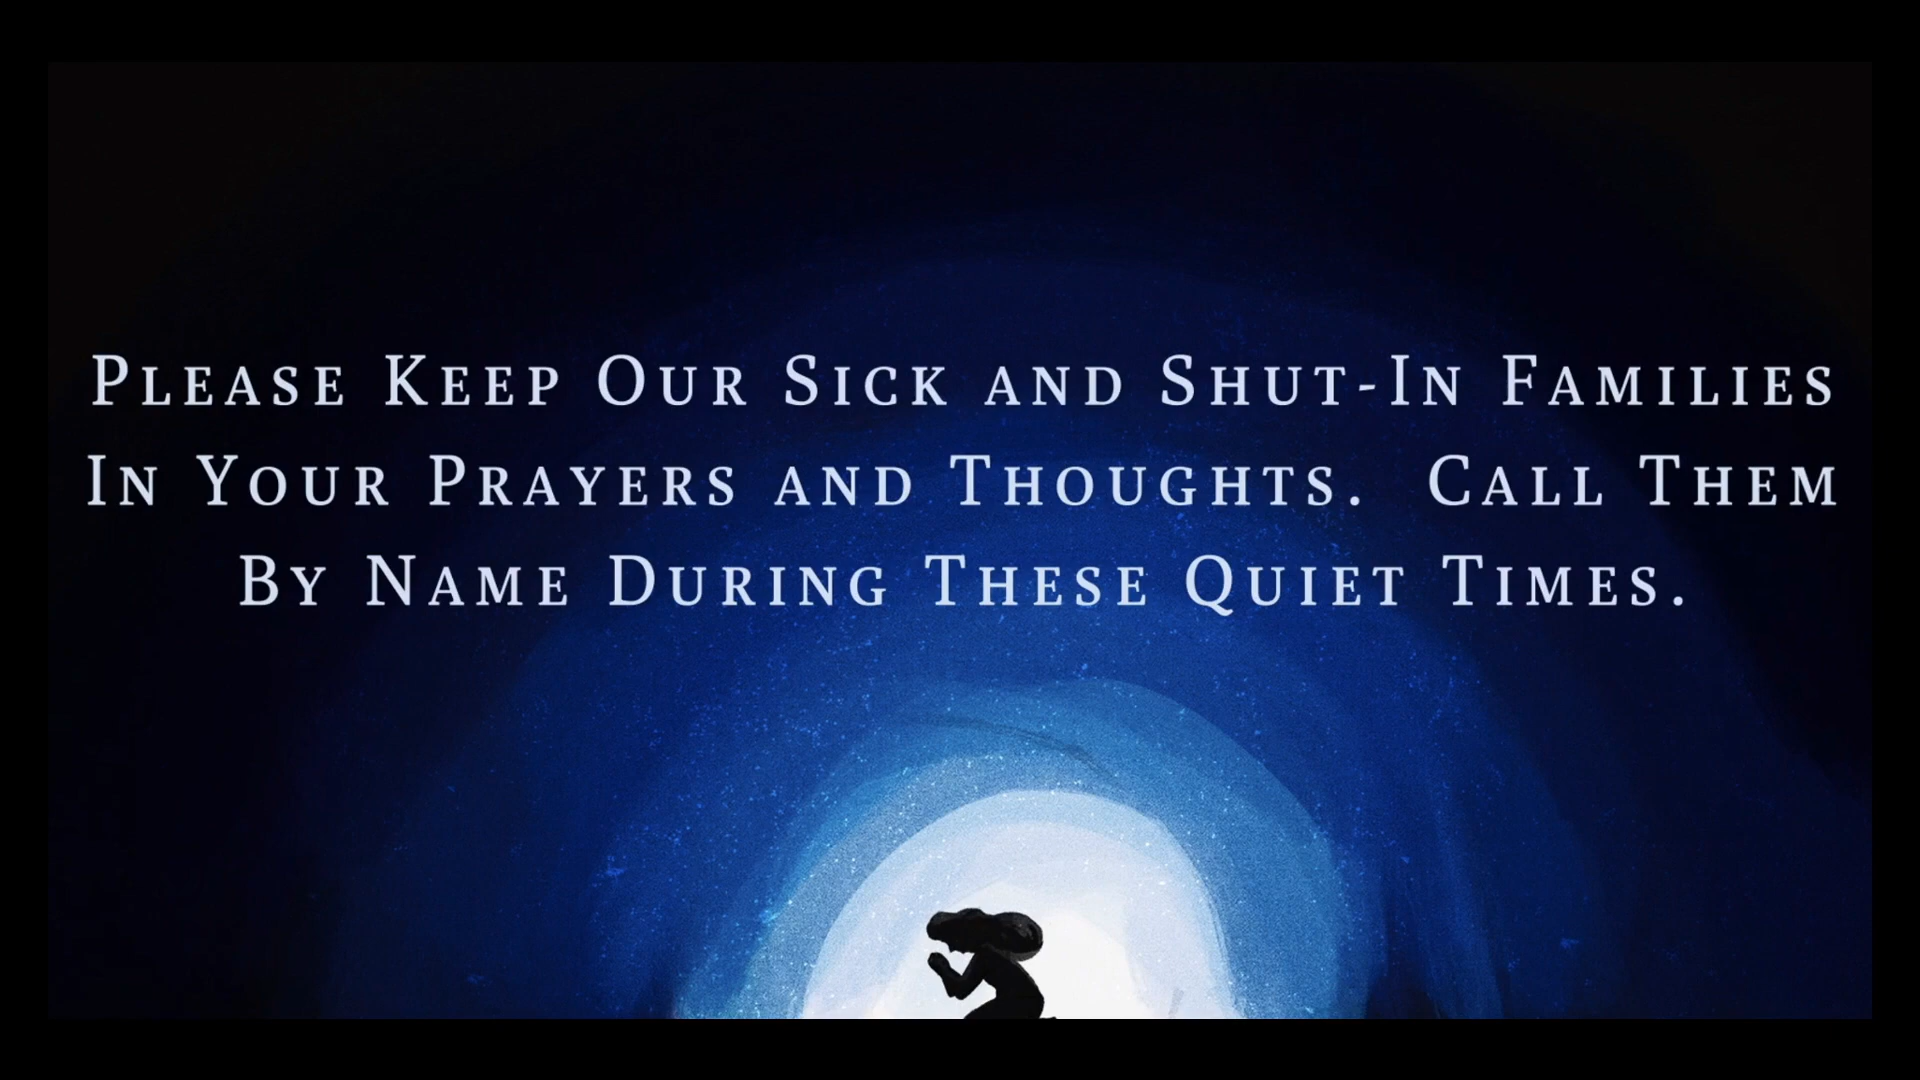 Please Keep Our Sick and Shut-In Families
In Your Prayers and Thoughts.  Call Them
By Name During These Quiet Times.